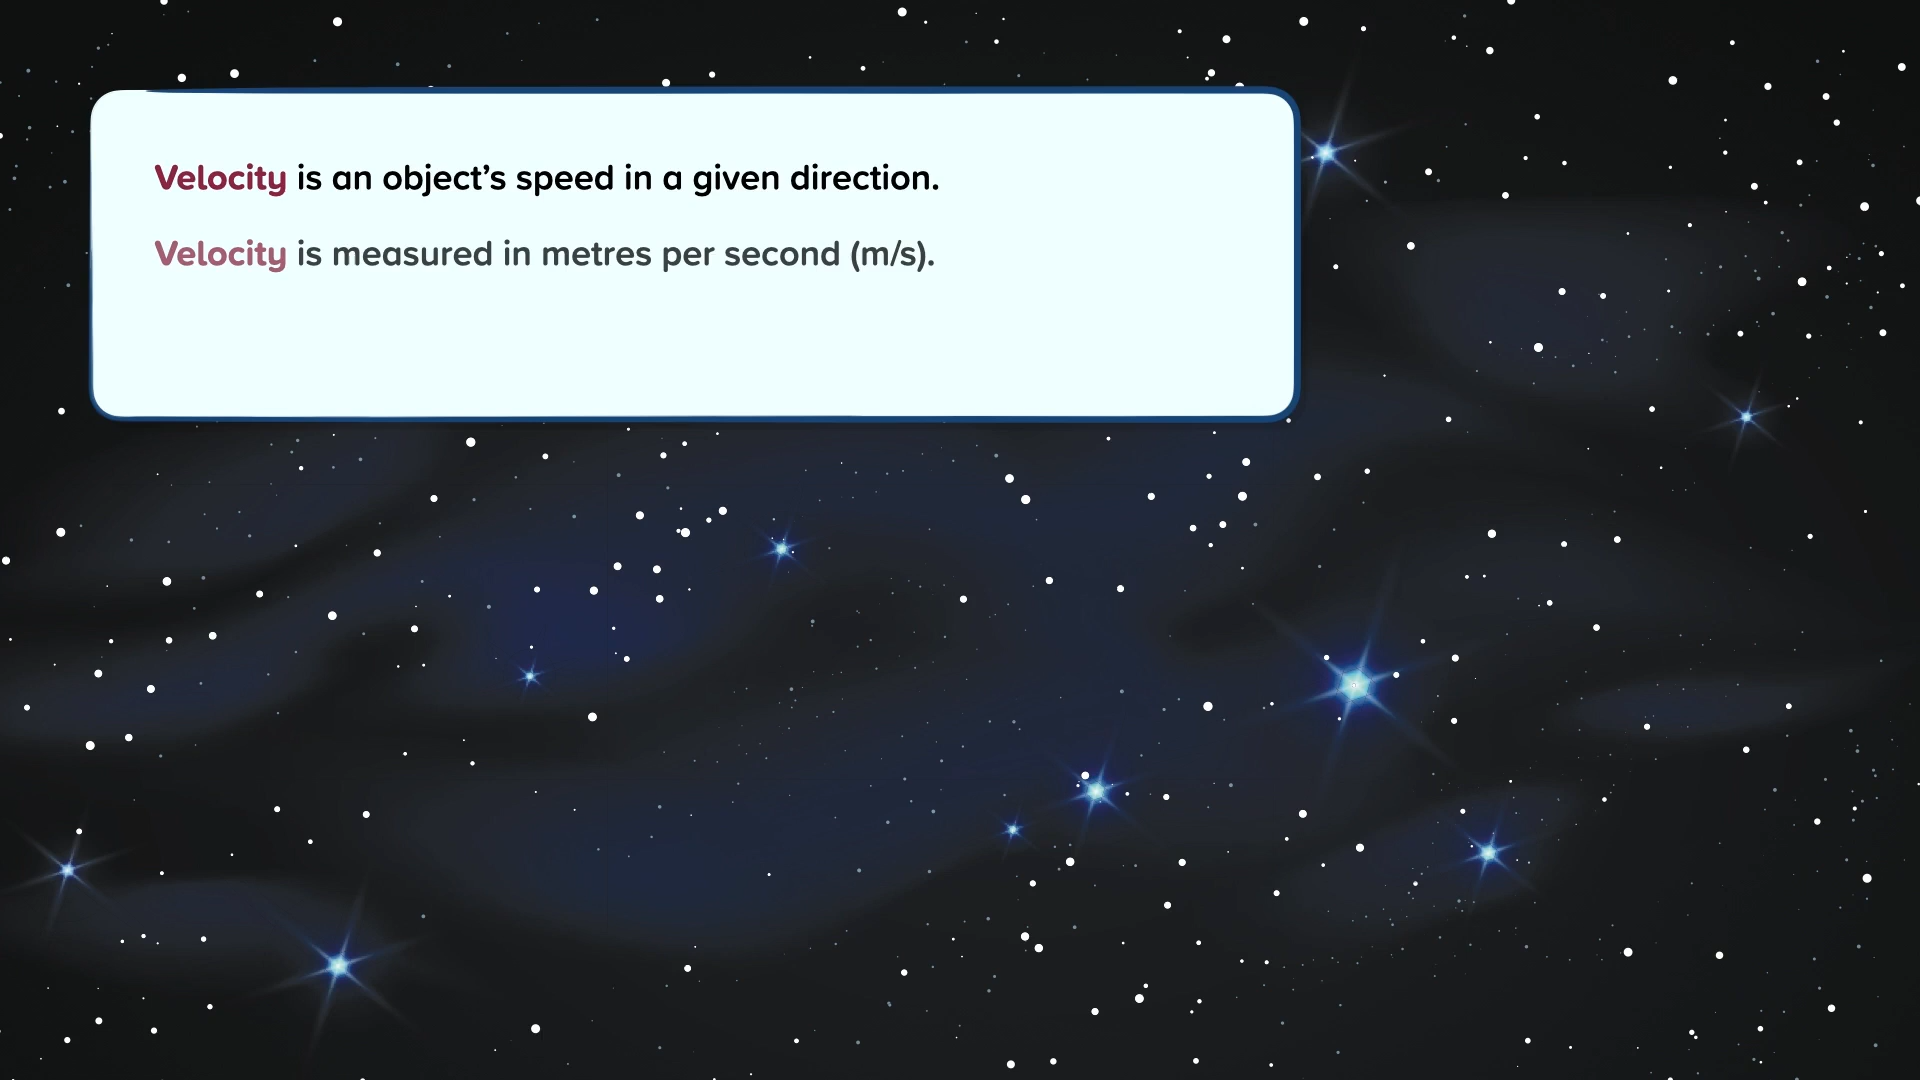 Velocity is an object’s speed in a given direction.
Velocity is measured in metres per second (m/s).